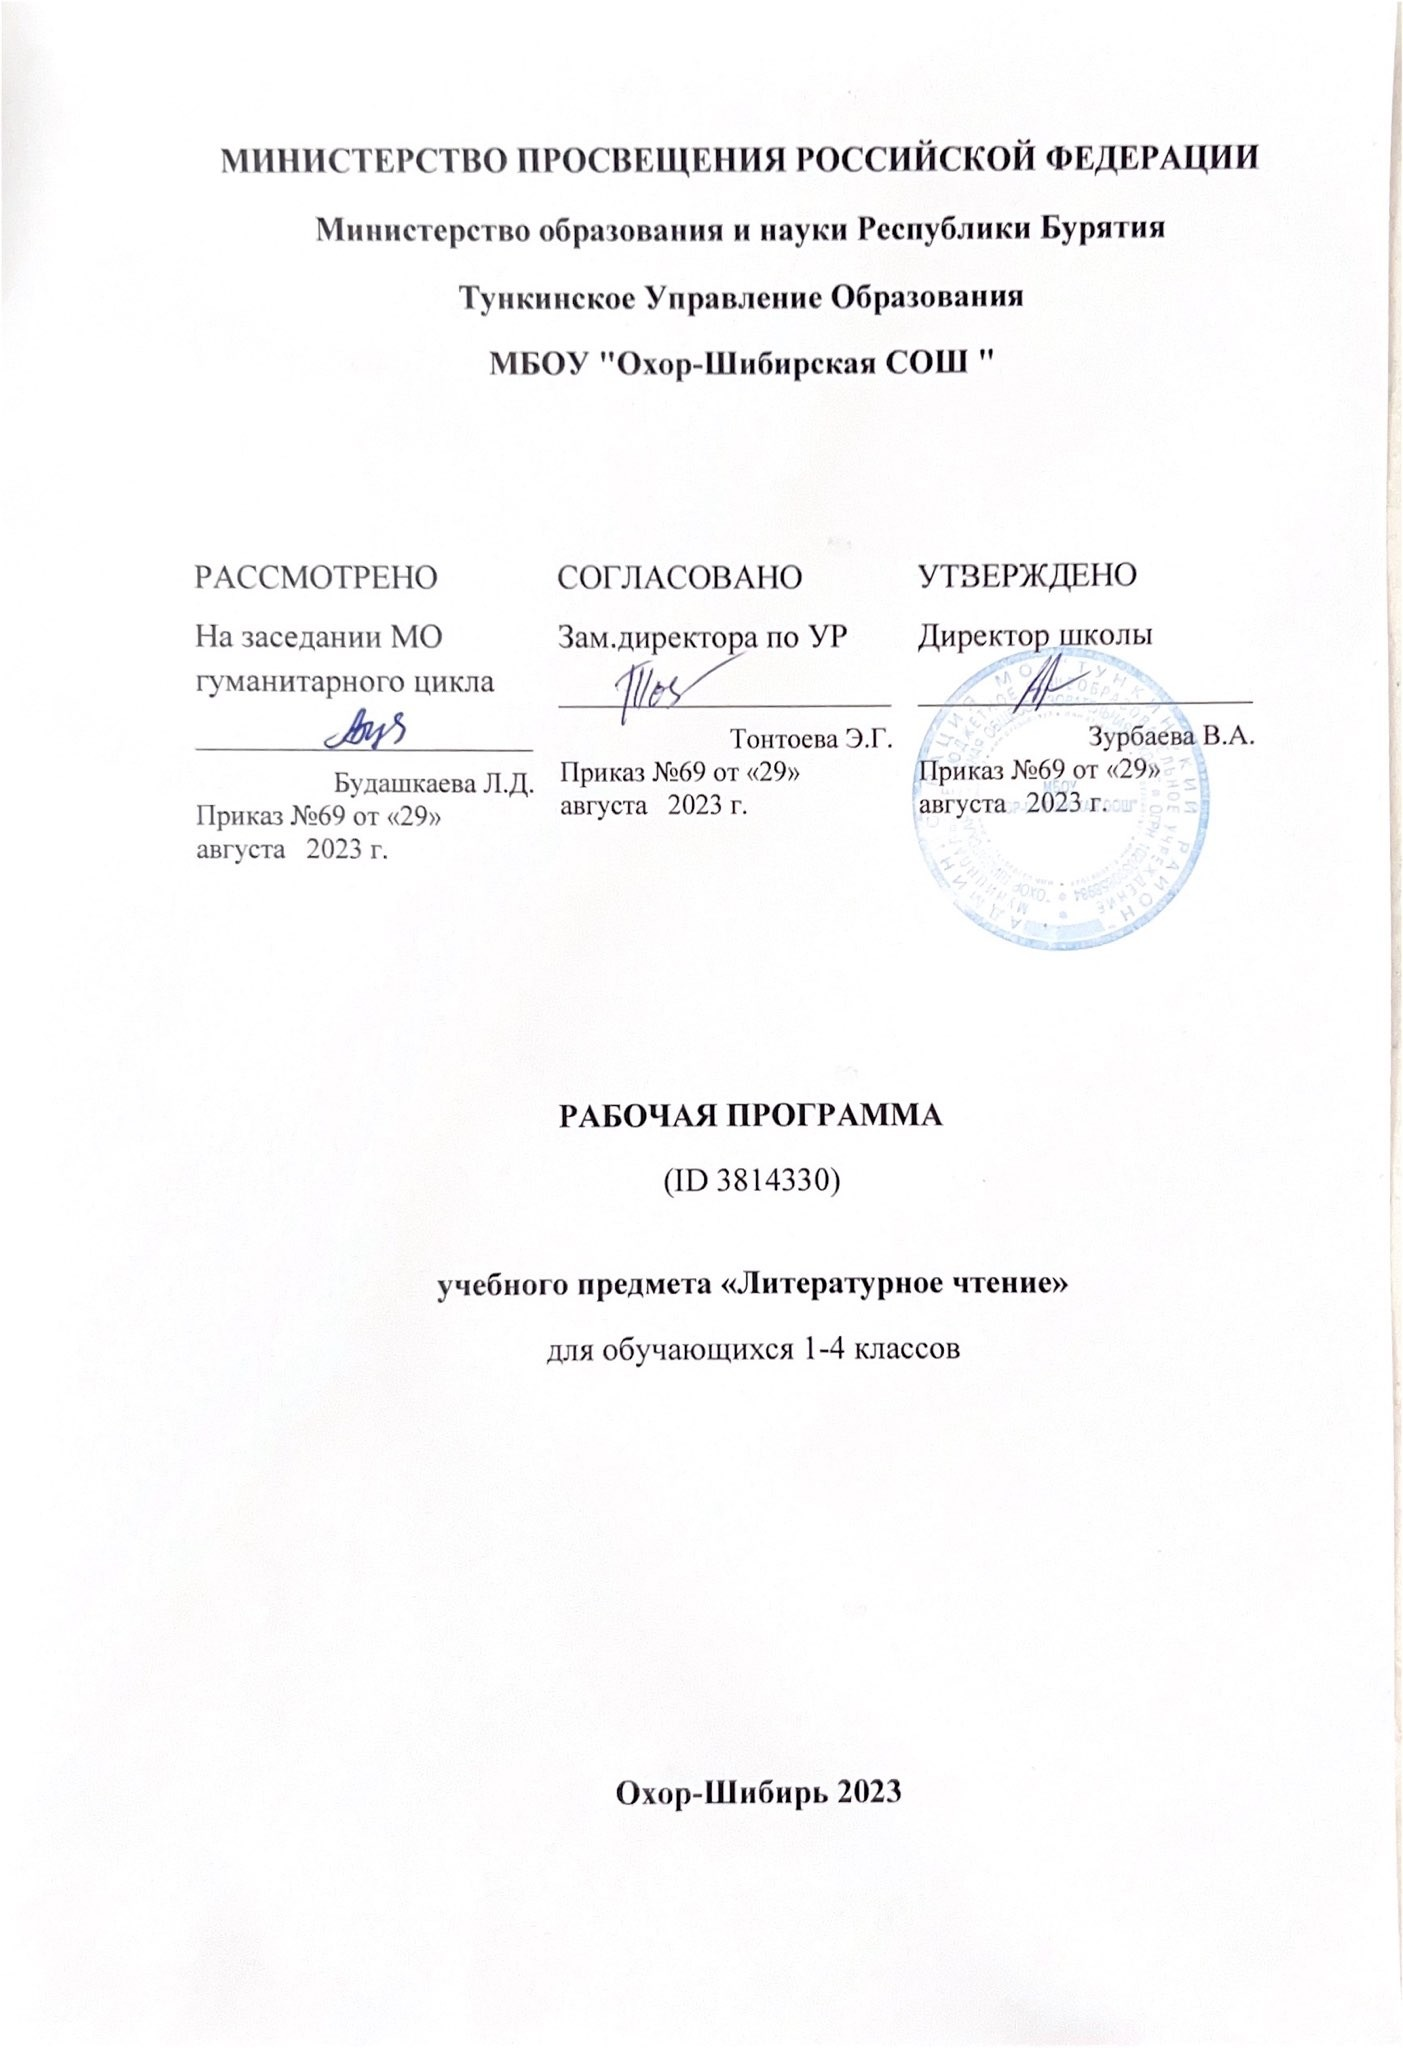 МИНИСТЕРСТВО ПРОСВЕЩЕНИЯ РОССИЙСКОЙ ФЕДЕРАЦИИ
Министерство образования и науки Республики Бурятия
Тункинское Управление Образования
МБОУ "Охор-Шибирская СОШ "
РАССМОТРЕНО
На заседании МО
гуманитарного цикла
Будашкаева Л.Д.
Приказ №69 от «29»
августа 2023 г.
СОГЛАСОВАНО
Зам.директора по УР
Тонтоева Э.Г.
Приказ №69 от «29»
августа 2023 г.
УТВЕРЖДЕНО
Директор школы
Зурбаева В.А.
Приказ №69 от «29»
августа 2023 г.
РАБОЧАЯ ПРОГРАММА
(ID 3814330)
учебного предмета «Литературное чтение»
для обучающихся 1-4 классов
Охор-Шибирь 2023